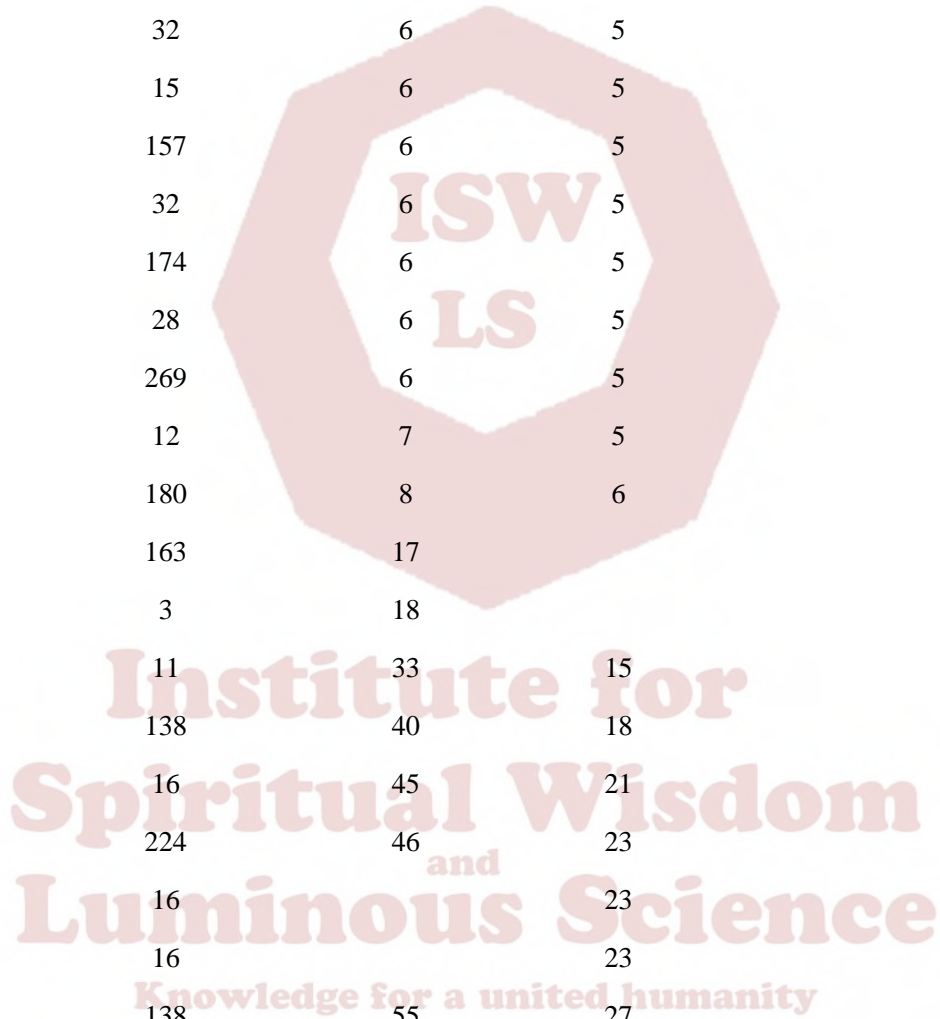 32 6 5
15 6 5
157 6 5
32 6 5
ISW
174 6 5
28 6 5
LS
269 6 5
12 7 5
180 8 6
163 17
3 18
11 33 15
Institute for
138 40 18
16 45 21
Spiritual Wisdom
224 46 23
and
16 23
Luminous Science
16 23
Knowledge for a united humanity
138 55 27